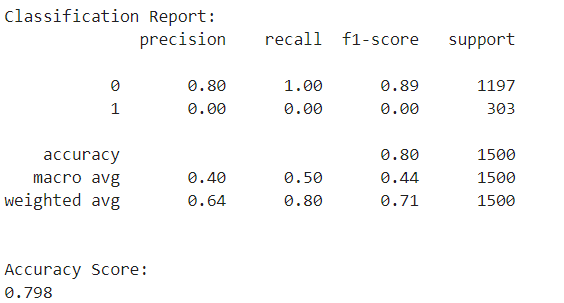 Classification Report:
precision recall f1-score support
0 0.80 1.00 0.89 1197
1 0.00 0.00 0.00 303
accuracy 0.80 1500
macro avg 0.40 0.50 0.44 1500
weighted avg 0.64 0.80 0.71 1500
Accuracy Score:
0.798